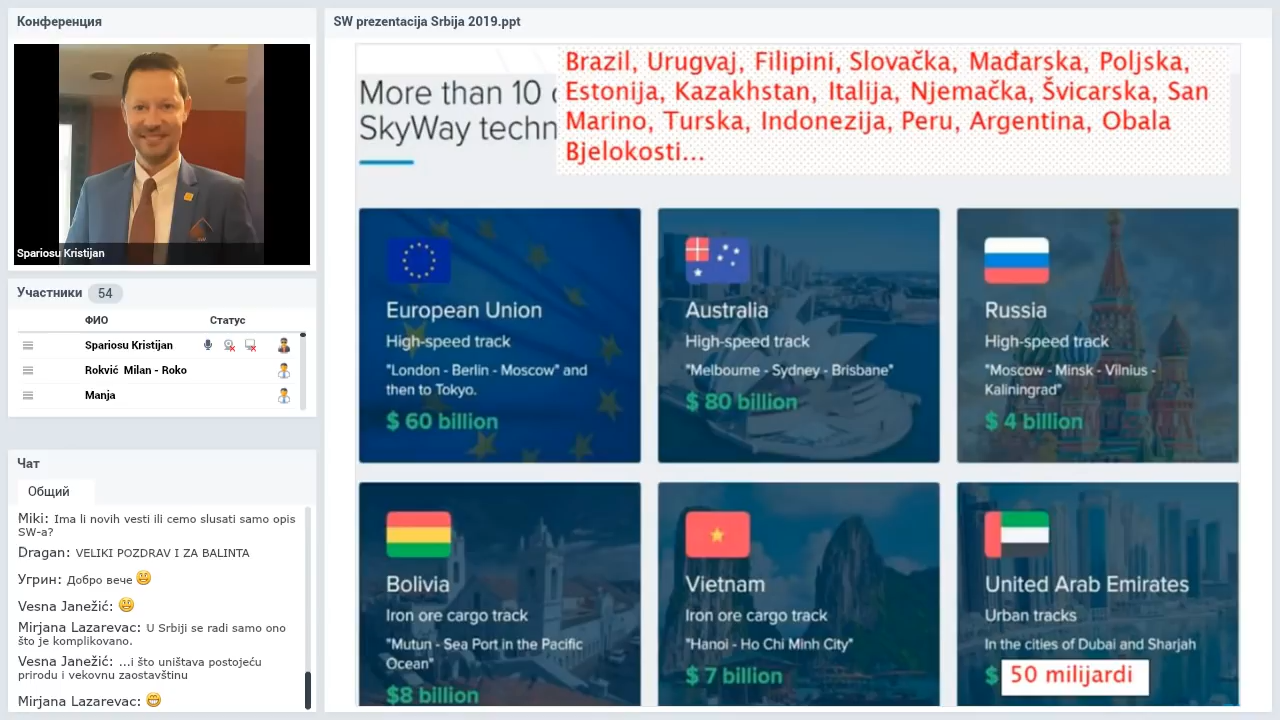 Конференция
Spariosu Kristijan
Участники 54
ФИО Статус
Spariosu Kristijan
Rokvić Milan - Roko
Manja
Чат
Общий
Miki: Ima li novih vesti ili cemo slusati samo opis
SW-a?
Dragan: VELIKI POZDRAV I ZA BALINTA
Угрин: Добро вече
Vesna Janežić:
Mirjana Lazarevac: U Srbiji se radi samo ono
što je komplikovano.
Vesna Janežić: ...i što uništava postojeću
prirodu i vekovnu zaostavštinu
Mirjana Lazarevac:
SW prezentacija Srbija 2019.ppt
More than 10
SkyWay techn
Brazil, Urugvaj, Filipini, Slovačka, Mađarska, Poljska,
Estonija, Kazakhstan, Italija, Njemačka, Švicarska, San
Marino, Turska, Indonezija, Peru, Argentina, Obala
Bjelokosti...
European Union
High-speed track
"London - Berlin - Moscow" and
then to Tokyo.
$ 60 billion
Australia
High-speed track
"Melbourne - Sydney - Brisbane"
$ 80 billion
Russia
High-speed track
"Moscow - Minsk - Vilnius -
Kaliningrad"
$ 4 billion
Bolivia
Iron ore cargo track
"Mutun - Sea Port in the Pacific
Ocean"
$8 billion
Vietnam
Iron ore cargo track
"Hanoi - Ho Chi Minh City"
$ 7 billion
United Arab Emirates
Urban tracks
In the cities of Dubai and Sharjah
$ 50 milijardi